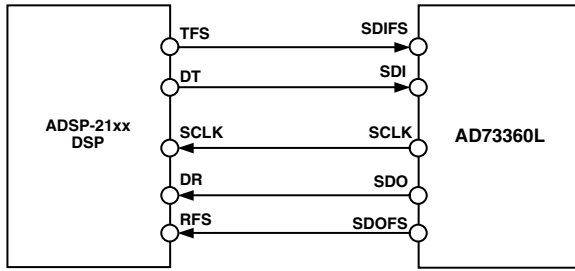 TFS SDIFS
DT SDI
ADSP-21xx
DSP
SCLK SCLK
AD73360L
DR SDO
RFS SDOFS